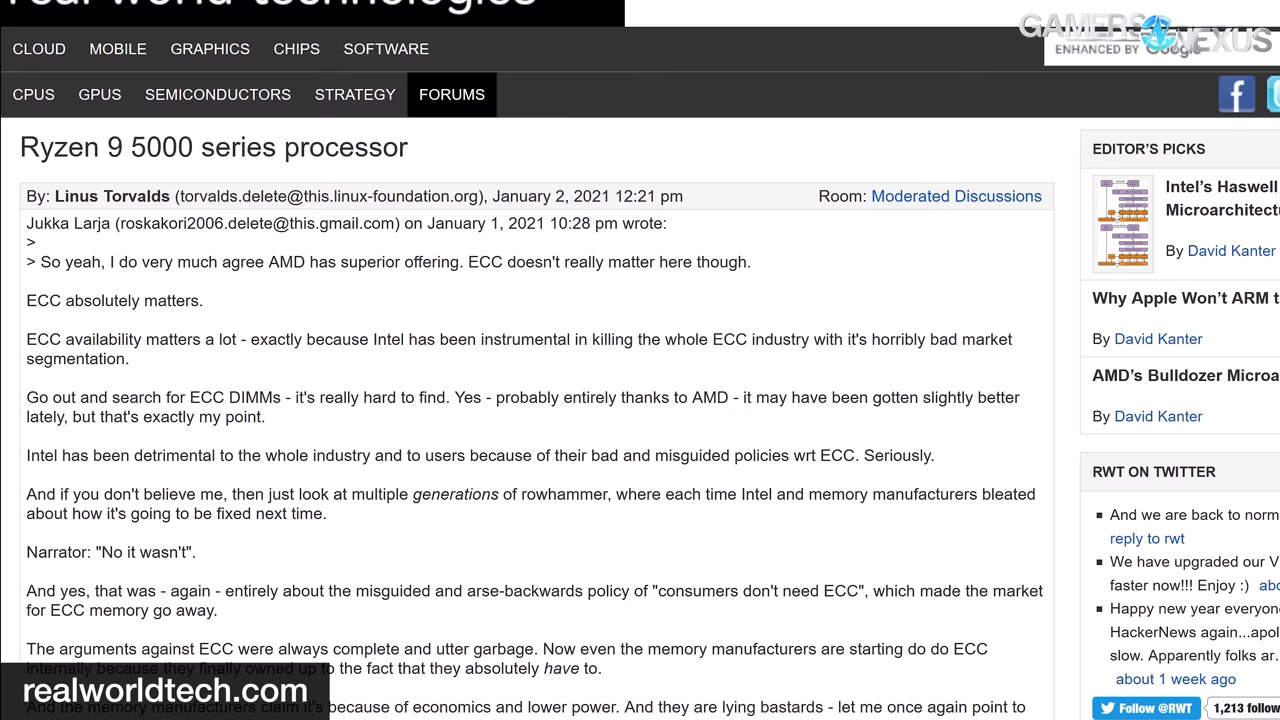 real world technologies
GAMERS NEXUS
ENHANCED BY Google
CLOUD MOBILE GRAPHICS CHIPS SOFTWARE
CPUS GPUS SEMICONDUCTORS STRATEGY FORUMS
Ryzen 9 5000 series processor
By: Linus Torvalds (torvalds.delete@this.linux-foundation.org), January 2, 2021 12:21 pm
Room: Moderated Discussions
Jukka Larja (roskakori2006.delete@this.gmail.com) on January 1, 2021 10:28 pm wrote:
>
> So yeah, I do very much agree AMD has superior offering. ECC doesn't really matter here though.
ECC absolutely matters.
ECC availability matters a lot - exactly because Intel has been instrumental in killing the whole ECC industry with it's horribly bad market
segmentation.
Go out and search for ECC DIMMs - it's really hard to find. Yes - probably entirely thanks to AMD - it may have been gotten slightly better
lately, but that's exactly my point.
Intel has been detrimental to the whole industry and to users because of their bad and misguided policies wrt ECC. Seriously.
And if you don't believe me, then just look at multiple generations of rowhammer, where each time Intel and memory manufacturers bleated
about how it's going to be fixed next time.
Narrator: "No it wasn't".
And yes, that was - again - entirely about the misguided and arse-backwards policy of "consumers don't need ECC", which made the market
for ECC memory go away.
The arguments against ECC were always complete and utter garbage. Now even the memory manufacturers are starting do do ECC
internally because they finally owned up to the fact that they absolutely have to.
And the memory manufacturers claim it's because of economics and lower power. And they are lying bastards - let me once again point to
realworldtech.com
EDITOR'S PICKS
Intel's Haswell
Microarchitectu
By David Kanter
Why Apple Won't ARM t
By David Kanter
AMD's Bulldozer Microa
By David Kanter
RWT ON TWITTER
And we are back to norm
reply to rwt
We have upgraded our V
faster now!!! Enjoy :) abo
Happy new year everyon
HackerNews again...apol
slow. Apparently folks ar.
about 1 week ago
Follow @RWT 1,213 follow